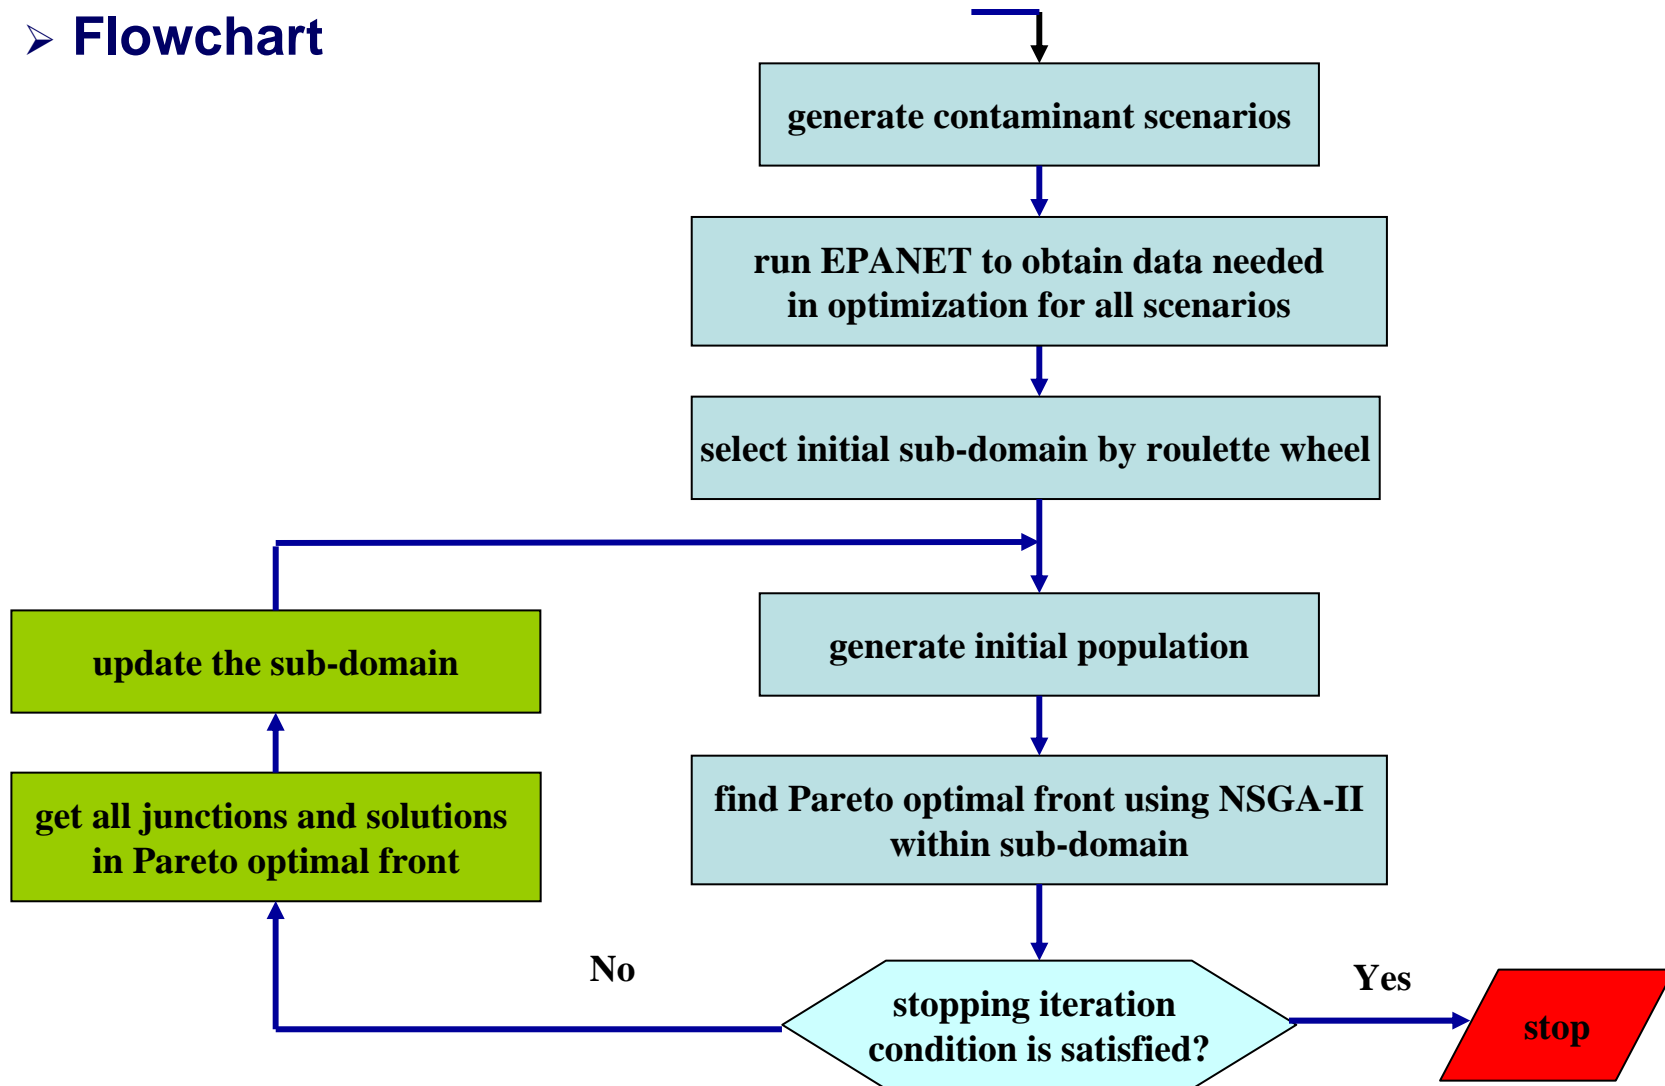 ➢ Flowchart
generate contaminant scenarios
run EPANET to obtain data needed
in optimization for all scenarios
select initial sub-domain by roulette wheel
generate initial population
find Pareto optimal front using NSGA-II
within sub-domain
stopping iteration
condition is satisfied?
Yes
stop
No
get all junctions and solutions
in Pareto optimal front
update the sub-domain